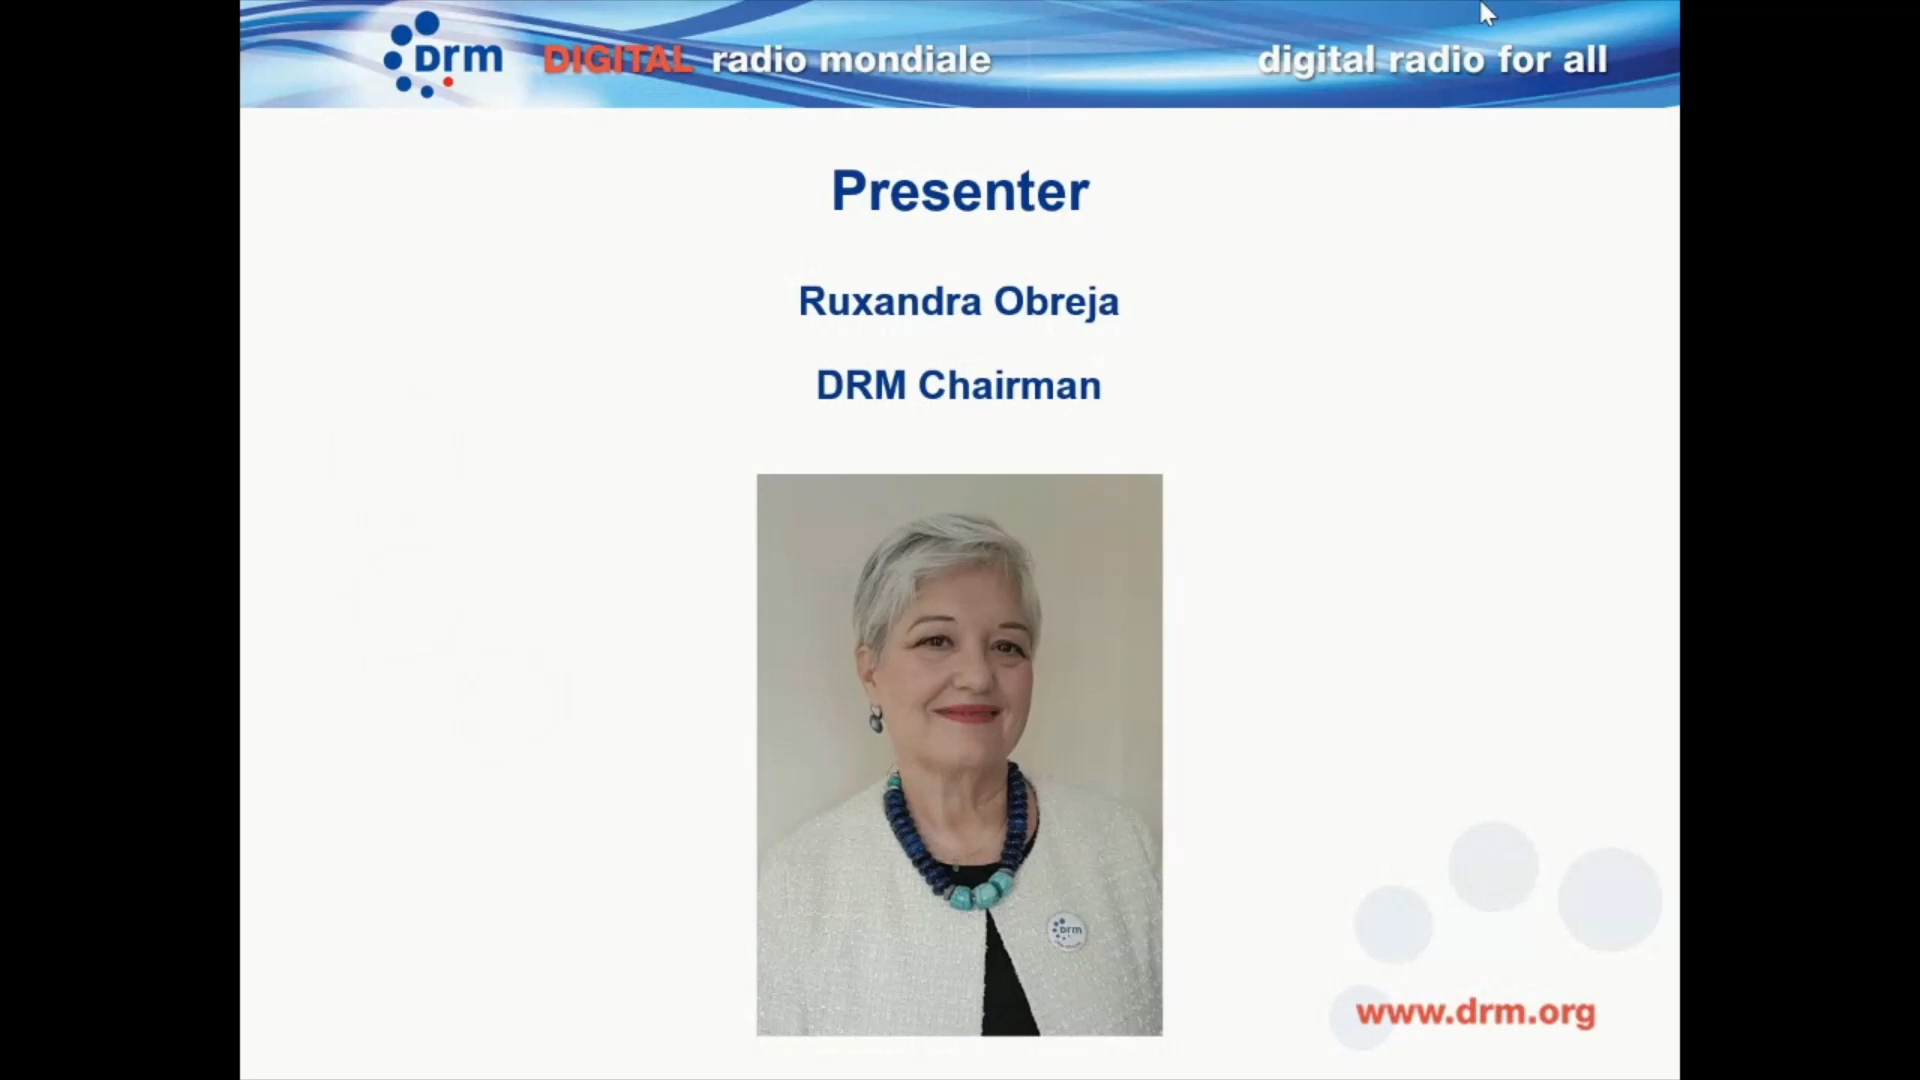 Drm DIGITAL radio mondiale digital radio for all
Presenter
Ruxandra Obreja
DRM Chairman
Drm
www.drm.org